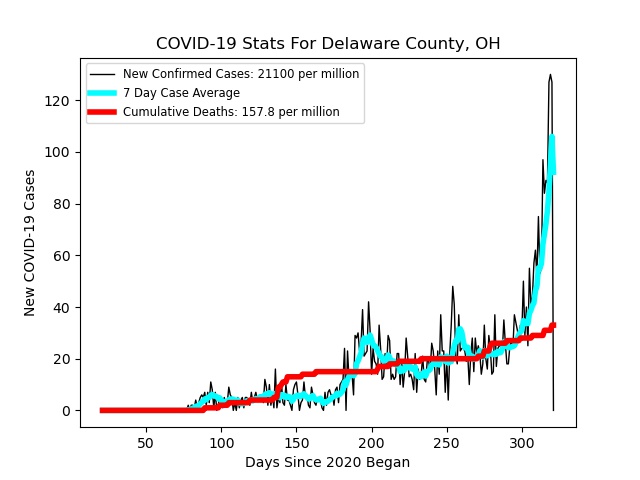 COVID-19 Stats For Delaware County, OH
New Confirmed Cases: 21100 per million
7 Day Case Average
Cumulative Deaths: 157.8 per million
New COVID-19 Cases
120
100
80
60
40
20
0
50
100
150
200
250
300
Days Since 2020 Began